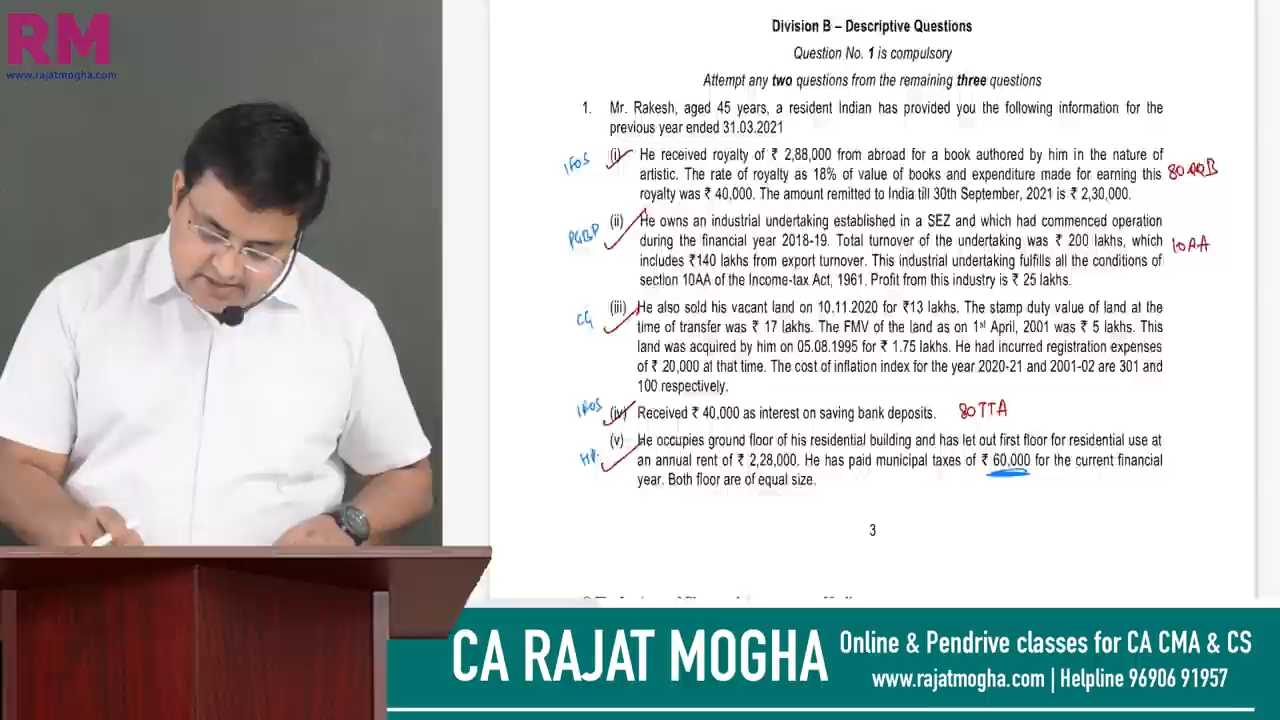 RM
www.rajatmogha.com
Division B – Descriptive Questions
Question No. 1 is compulsory
Attempt any two questions from the remaining three questions
1. Mr. Rakesh, aged 45 years, a resident Indian has provided you the following information for the
previous year ended 31.03.2021
IFOS (i) He received royalty of ₹ 2,88,000 from abroad for a book authored by him in the nature of
artistic. The rate of royalty as 18% of value of books and expenditure made for earning this 80QQB
royalty was ₹ 40,000. The amount remitted to India till 30th September, 2021 is ₹ 2,30,000.
(ii) He owns an industrial undertaking established in a SEZ and which had commenced operation
PGBP during the financial year 2018-19. Total turnover of the undertaking was ₹ 200 lakhs, which 10AA
includes ₹140 lakhs from export turnover. This industrial undertaking fulfills all the conditions of
section 10AA of the Income-tax Act, 1961. Profit from this industry is ₹ 25 lakhs.
(iii) He also sold his vacant land on 10.11.2020 for ₹13 lakhs. The stamp duty value of land at the
CG time of transfer was ₹ 17 lakhs. The FMV of the land as on 1st April, 2001 was ₹ 5 lakhs. This
land was acquired by him on 05.08.1995 for ₹ 1.75 lakhs. He had incurred registration expenses
of ₹ 20,000 at that time. The cost of inflation index for the year 2020-21 and 2001-02 are 301 and
100 respectively.
IFOS (iv) Received ₹ 40,000 as interest on saving bank deposits. 80TTA
(v) He occupies ground floor of his residential building and has let out first floor for residential use at
HP. an annual rent of ₹ 2,28,000. He has paid municipal taxes of ₹ 60,000 for the current financial
year. Both floor are of equal size.
3
CA RAJAT MOGHA
Online & Pendrive classes for CA CMA & CS
www.rajatmogha.com | Helpline 96906 91957